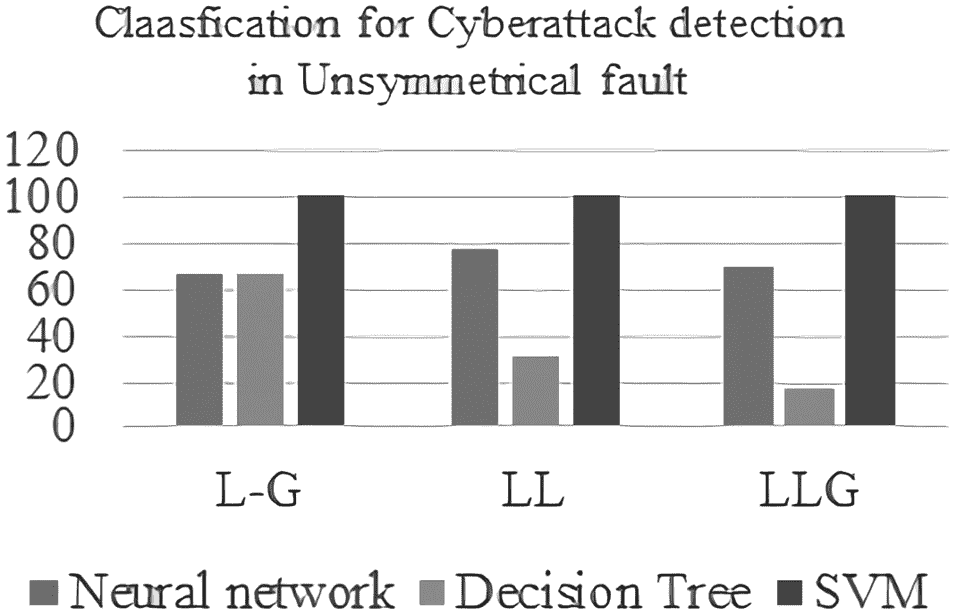 Claasfication for Cyberattack detection
in Unsymmetrical fault
120
100
80
60
40
20
0
L-G LL LLG
Neural network Decision Tree SVM